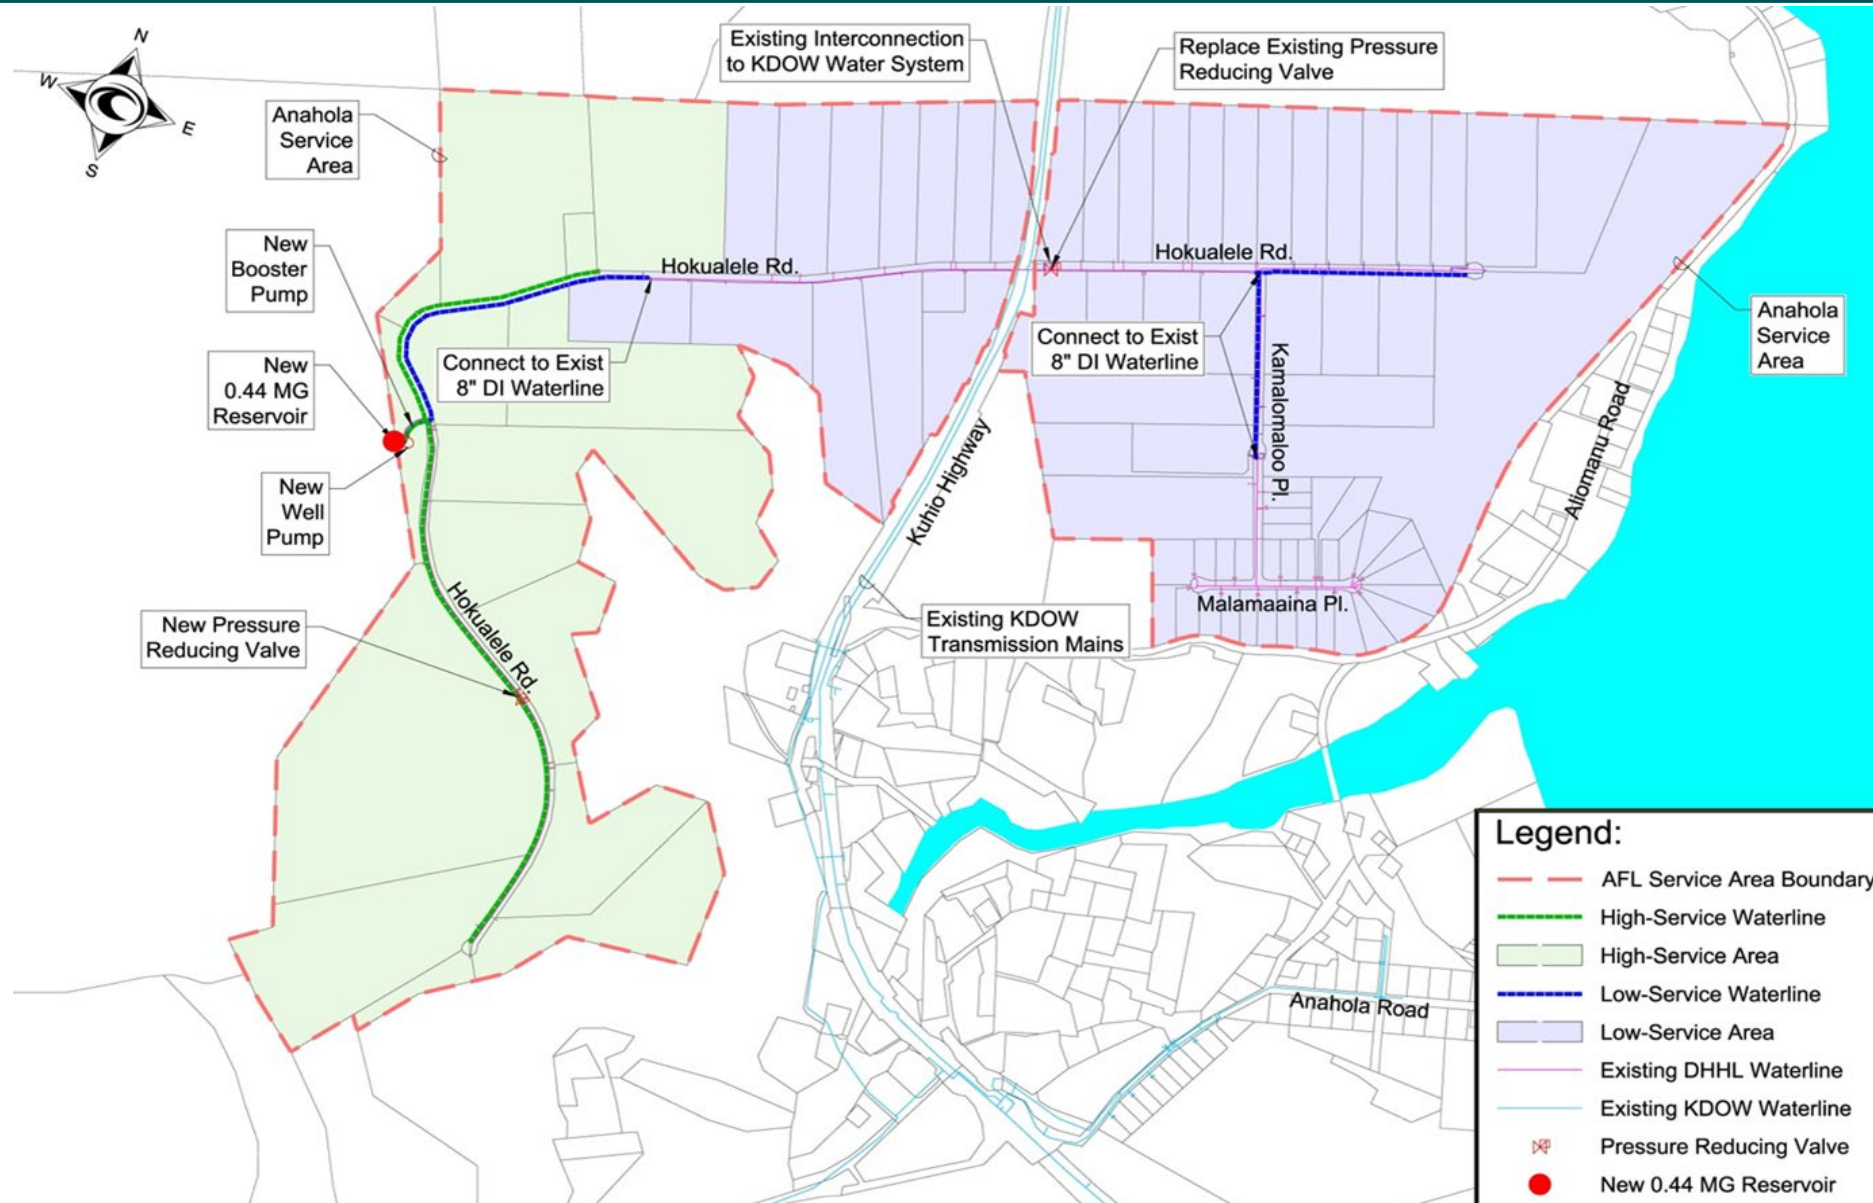 N
W
E
S
Existing Interconnection
to KDOW Water System
Replace Existing Pressure
Reducing Valve
Anahola
Service
Area
New
Booster
Pump
Hokualele Rd.
Hokualele Rd.
Anahola
Service
Area
New
0.44 MG
Reservoir
Connect to Exist
8" DI Waterline
Connect to Exist
8" DI Waterline
Kamalomaloo Pl.
Aliomanu Road
Kuhio Highway
New
Well
Pump
Hokualele Rd.
New Pressure
Reducing Valve
Existing KDOW
Transmission Mains
Malamaaina Pl.
Anahola Road
Legend:
AFL Service Area Boundary
High-Service Waterline
High-Service Area
Low-Service Waterline
Low-Service Area
Existing DHHL Waterline
Existing KDOW Waterline
Pressure Reducing Valve
New 0.44 MG Reservoir